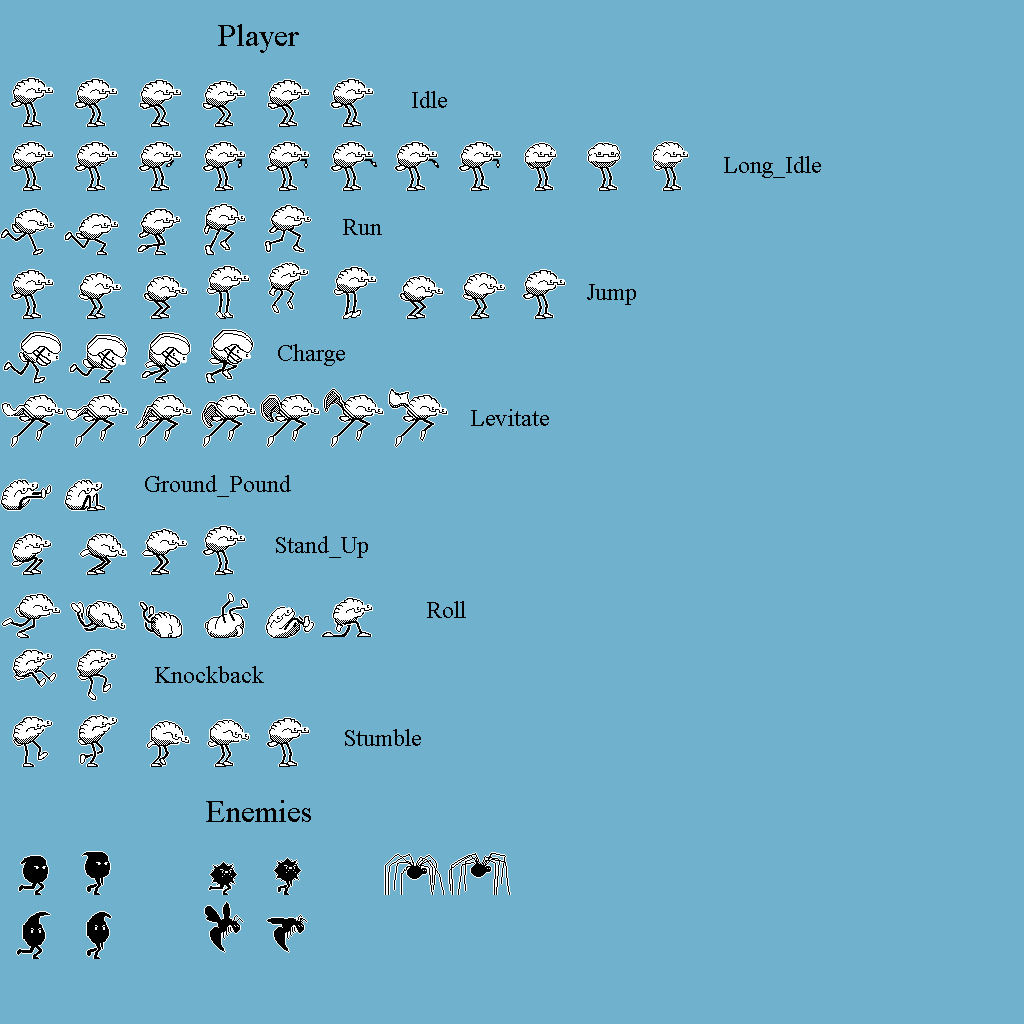 Player
Idle
Long_Idle
Run
Jump
Charge
Levitate
Ground_Pound
Stand_Up
Roll
Knockback
Stumble
Enemies